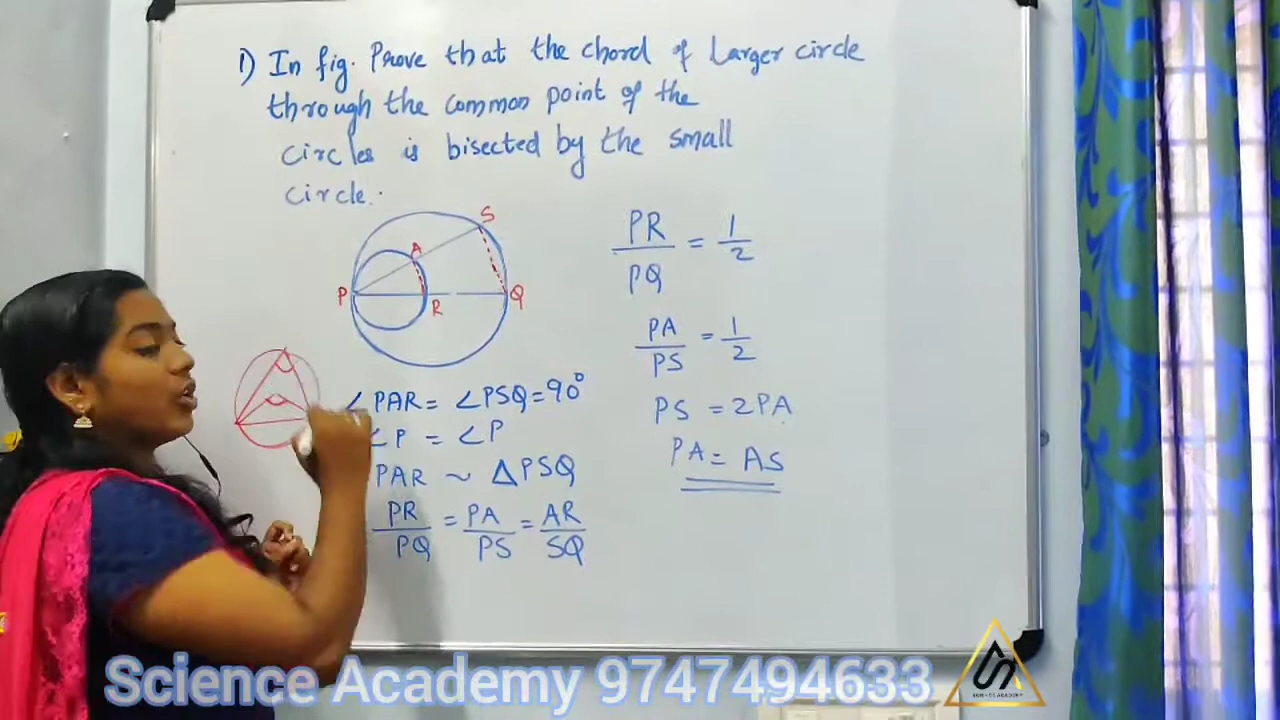 1) In fig. Prove that the chord of Larger circle
through the common point of the
circles is bisected by the small
circle.
S
A
P
R
Q
∠PAR = ∠PSQ = 90°
∠P = ∠P
PAR ~ ΔPSQ
PR/PQ = PA/PS = AR/SQ
PR/PQ = 1/2
PA/PS = 1/2
PS = 2PA
PA = AS
Science Academy 9747494633